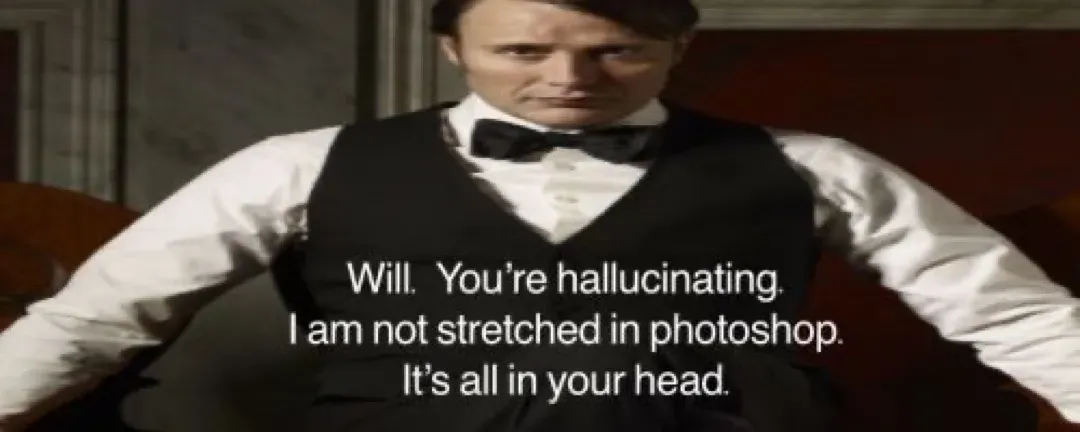 Will.  You're hallucinating.
I am not stretched in photoshop.
It's all in your head.